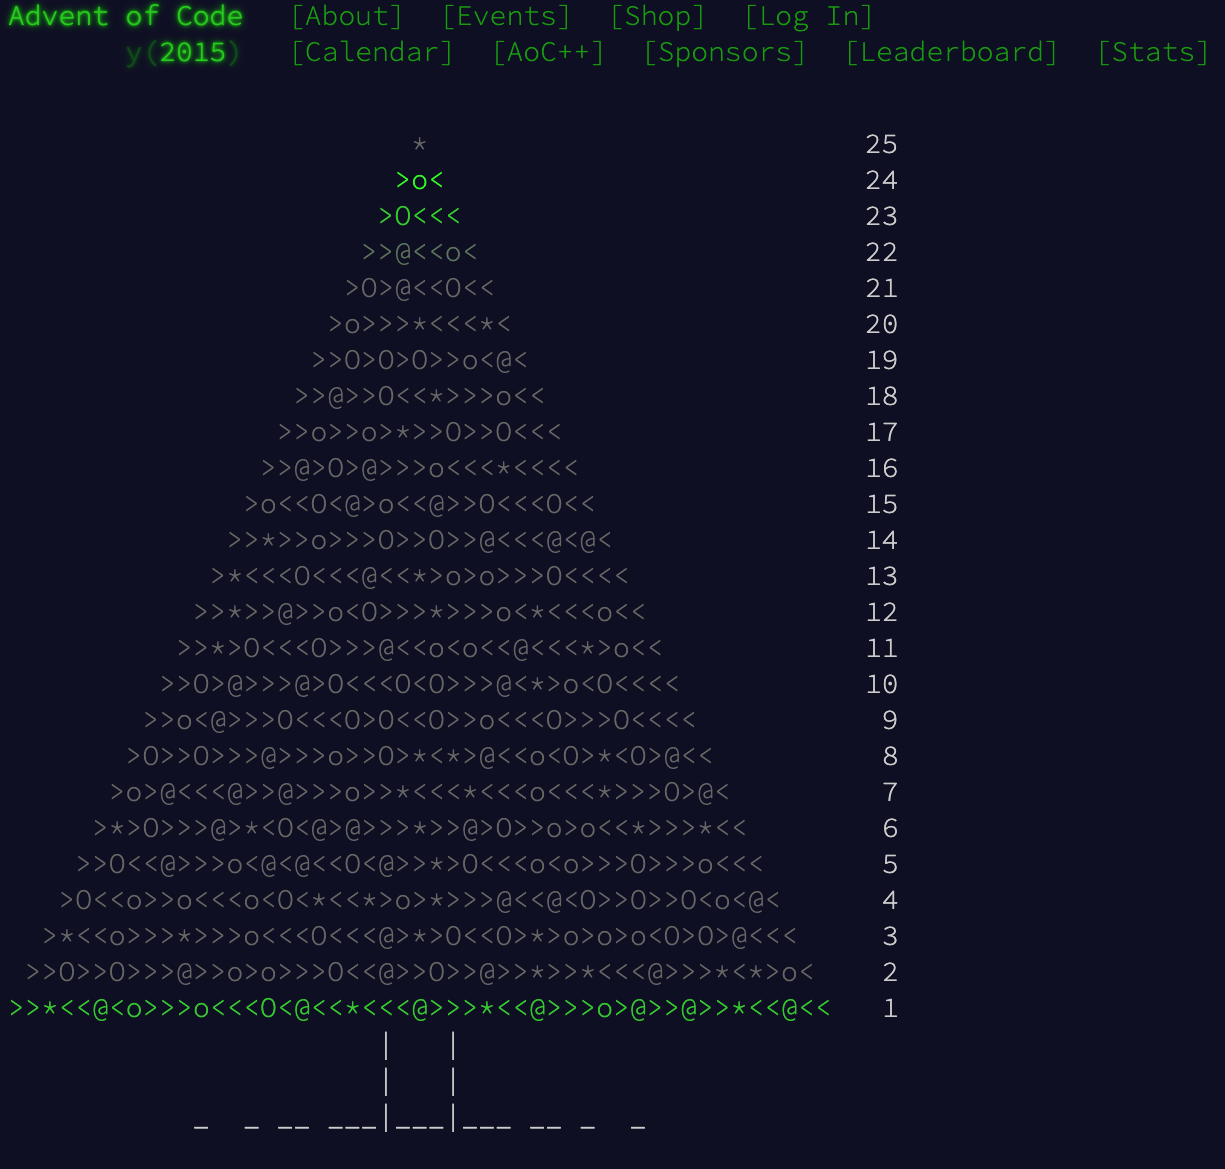 Advent of Code [About] [Events] [Shop] [Log In]
y(2015) [Calendar] [AoC++] [Sponsors] [Leaderboard] [Stats]
* 25
>o< 24
>O<<< 23
>>@<<o< 22
>O>@<<O<< 21
>o>>>*<<<*< 20
>>O>O>O>>o<@< 19
>>@>>O<<*>>>o<< 18
>>o>>o>*>>O>>O<<< 17
>>@>O>@>>>o<<<*<<<< 16
>o<<O<@>o<<@>>O<<<O<< 15
>>*>>o>>>O>>O>>@<<<@<@< 14
>*<<<O<<<@<<*>o>o>>>O<<<< 13
>>*>>@>>o<O>>>*>>>o<*<<<o<< 12
>>*>O<<<O>>>@<<o<o<<@<<<*>o<< 11
>>O>@>>>@>O<<<O<O>>>@<*>o<O<<<< 10
>>o<@>>>O<<<O>O<<O>>o<<<O>>>O<<<< 9
>O>>O>>>@>>>o>>O>*<*>@<<o<O>*<O>@<< 8
>o>@<<<@>>@>>>o>>*<<<*<<<o<<<*>>>O>@< 7
>*>O>>>@>*<O<@>@>>>*>>@>O>>o>o<<*>>>*<< 6
>>O<<@>>>o<@<@<<O<@>>*>O<<<o<o>>>O>>>o<<< 5
>O<<o>>o<<<o<O<*<<*>o>*>>>@<<@<O>>O>>O<o<@< 4
>*<<o>>>*>>>o<<<O<<<@>*>O<<O>*>o>o>o<O>O>@<<< 3
>>O>>O>>>@>>o>o>>>O<<@>>O>>@>>*>>*<<<@>>>*<*>o< 2
>>*<<@<o>>>o<<<O<@<<*<<<@>>>*<<@>>>o>@>>@>>*<<@<< 1
|   |
|   |
_  _ __ ___|___|___ __ _  _